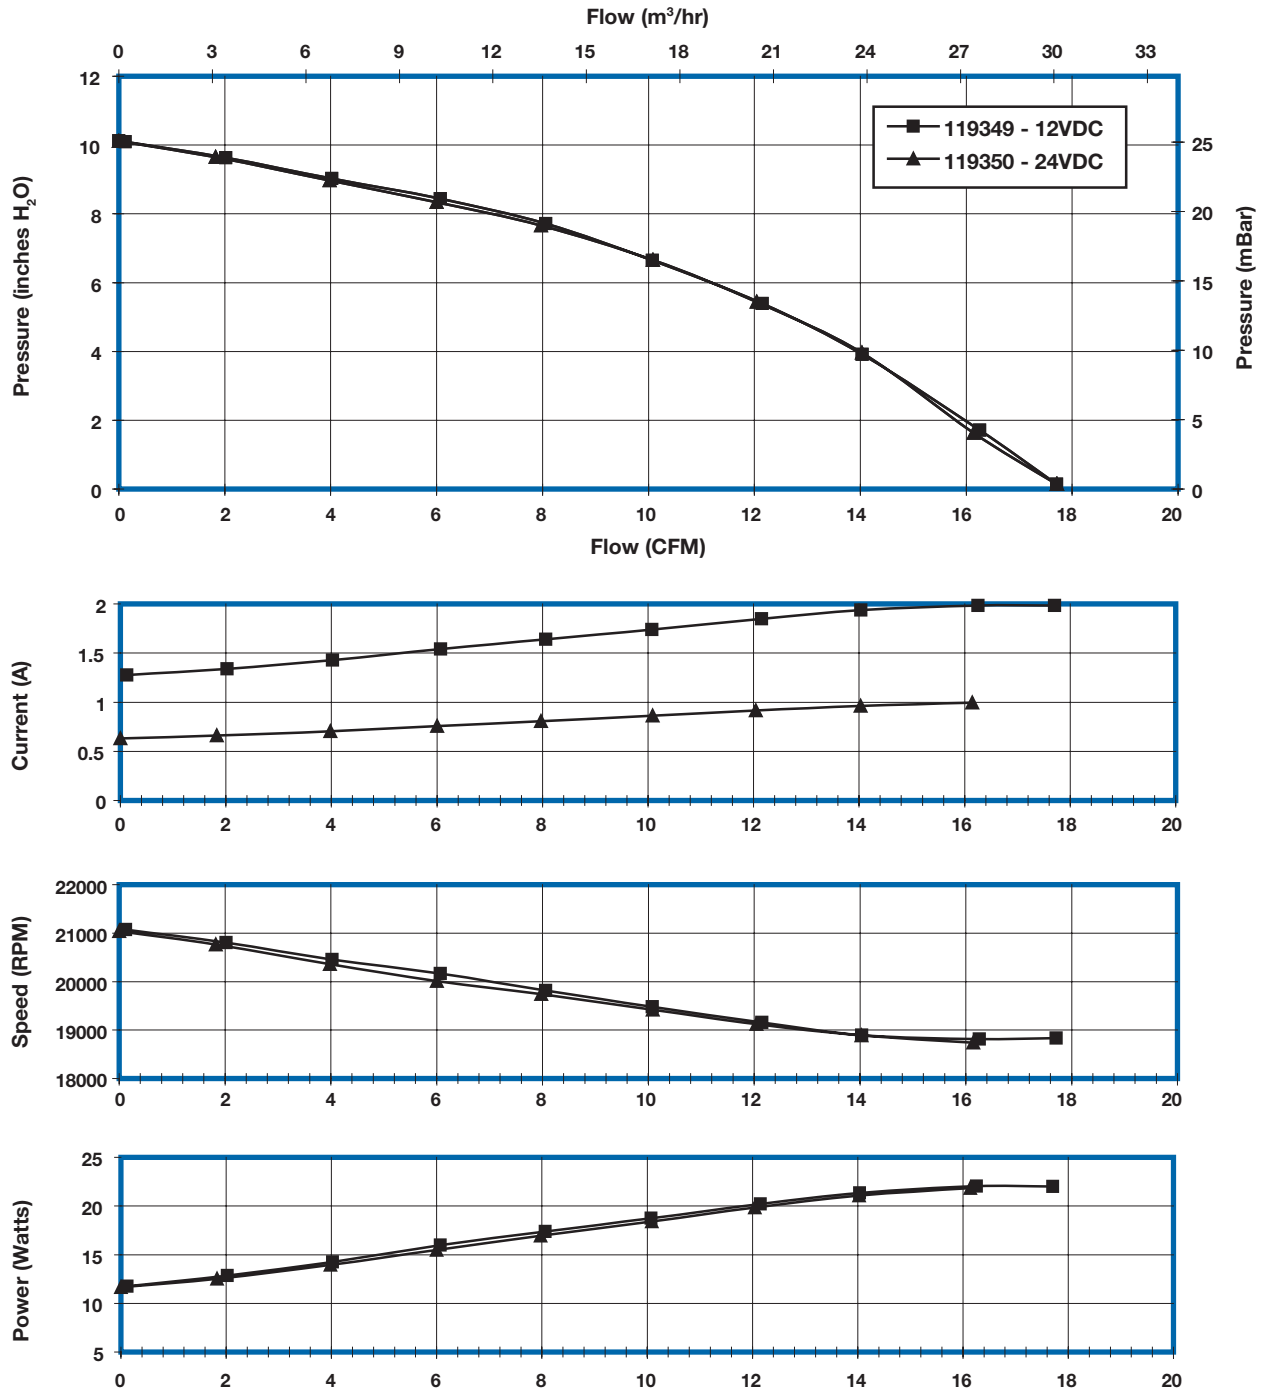 Flow (m³/hr)
0 3 6 10 13 15 18 21 24 27 30 33
12
10
8
6
4
2
0
Pressure (inches H₂O)
119349 - 12VDC
119350 - 24VDC
25
20
15
10
5
0
Pressure (mBar)
0 2 4 6 8 10 12 14 16 18 20
Flow (CFM)
2
1.5
1
0.5
0
Current (A)
0 2 4 6 8 10 12 14 16 18 20
22000
21000
20000
19000
18000
Speed (RPM)
0 2 4 6 8 10 12 14 16 18 20
25
20
15
10
5
Power (Watts)
0 2 4 6 8 10 12 14 16 18 20